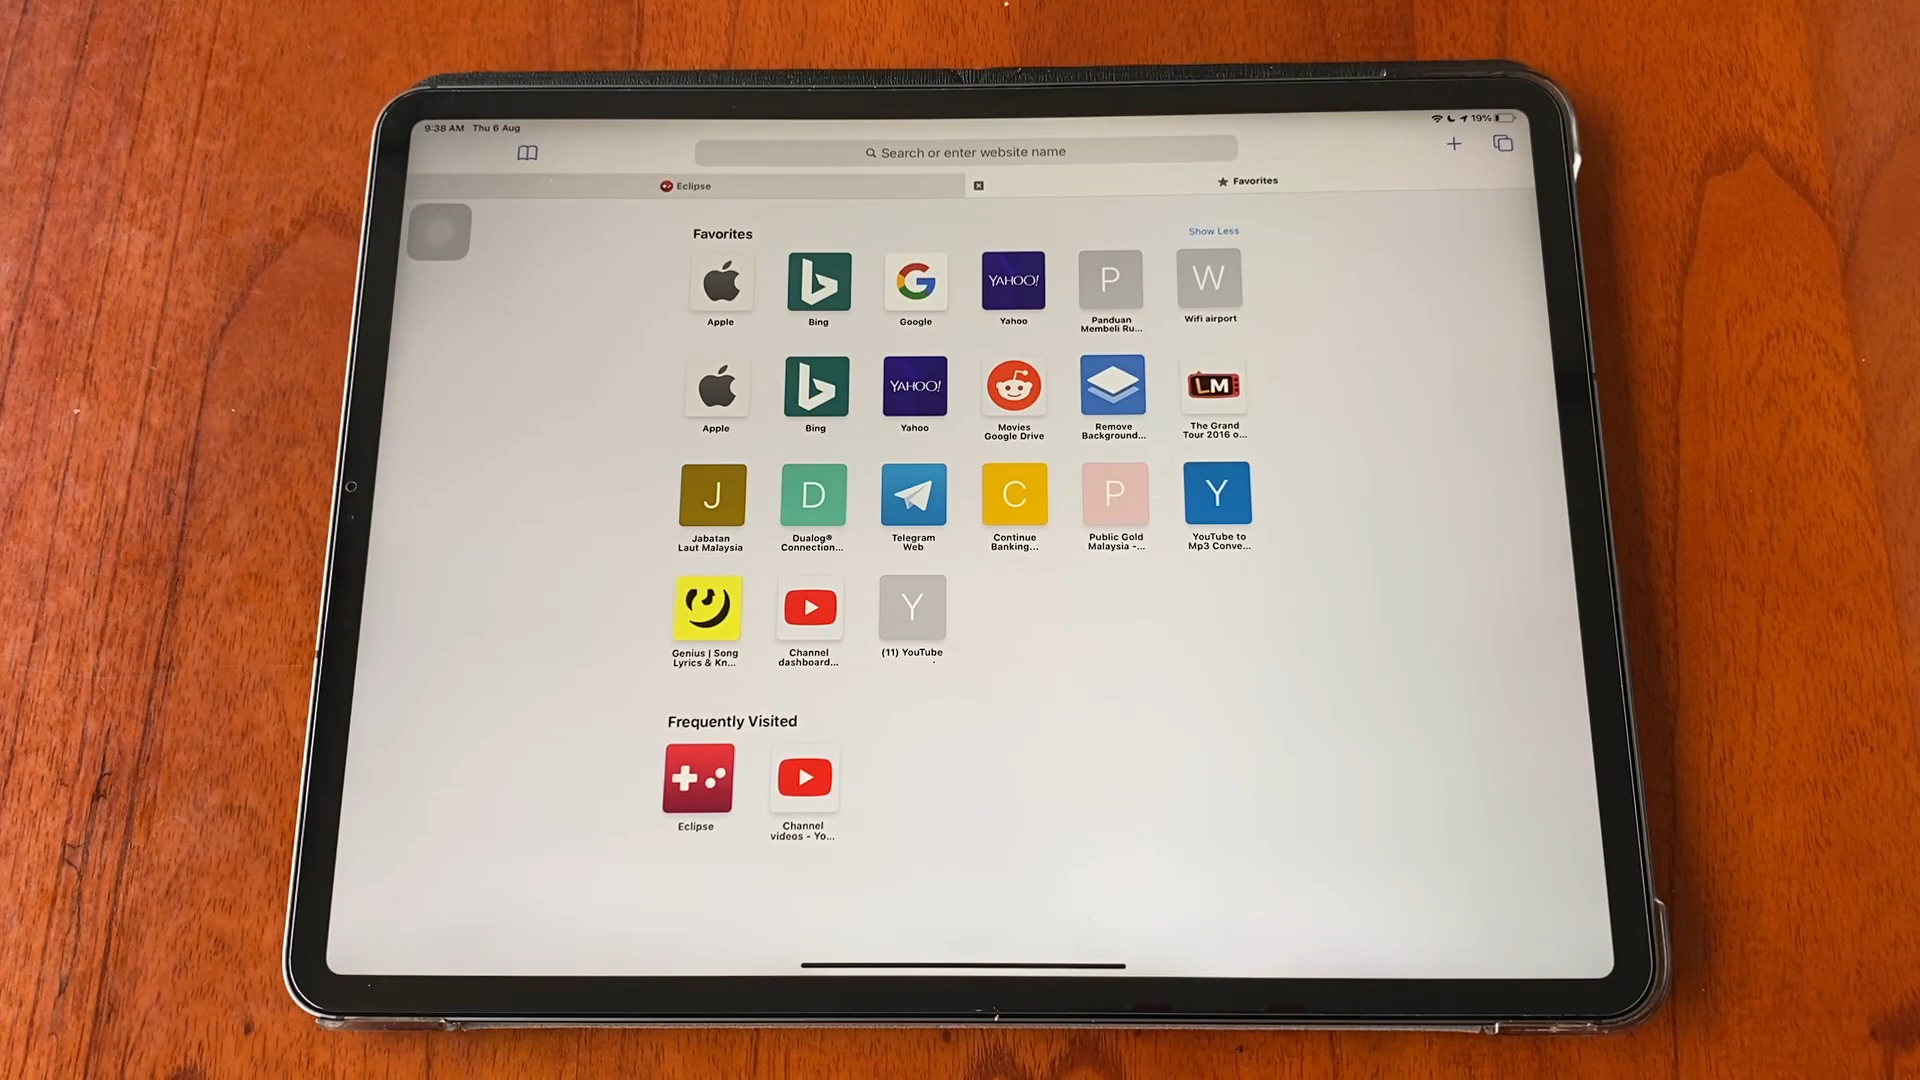 9:38 AM Thu 6 Aug
19%
Search or enter website name
Eclipse
Favorites
Favorites
Show Less
YAHOO!
P
W
Apple
Bing
Google
Yahoo
Panduan
Membeli Ru...
Wifi airport
YAHOO!
LM
Apple
Bing
Yahoo
Movies
Google Drive
Remove
Background...
The Grand
Tour 2016 o...
J
D
C
P
Y
Jabatan
Laut Malaysia
Dualog®
Connection...
Telegram
Web
Continue
Banking...
Public Gold
Malaysia -...
YouTube to
Mp3 Conve...
Y
Genius | Song
Lyrics & Kn...
Channel
dashboard...
(11) YouTube
Frequently Visited
Eclipse
Channel
videos - Yo...